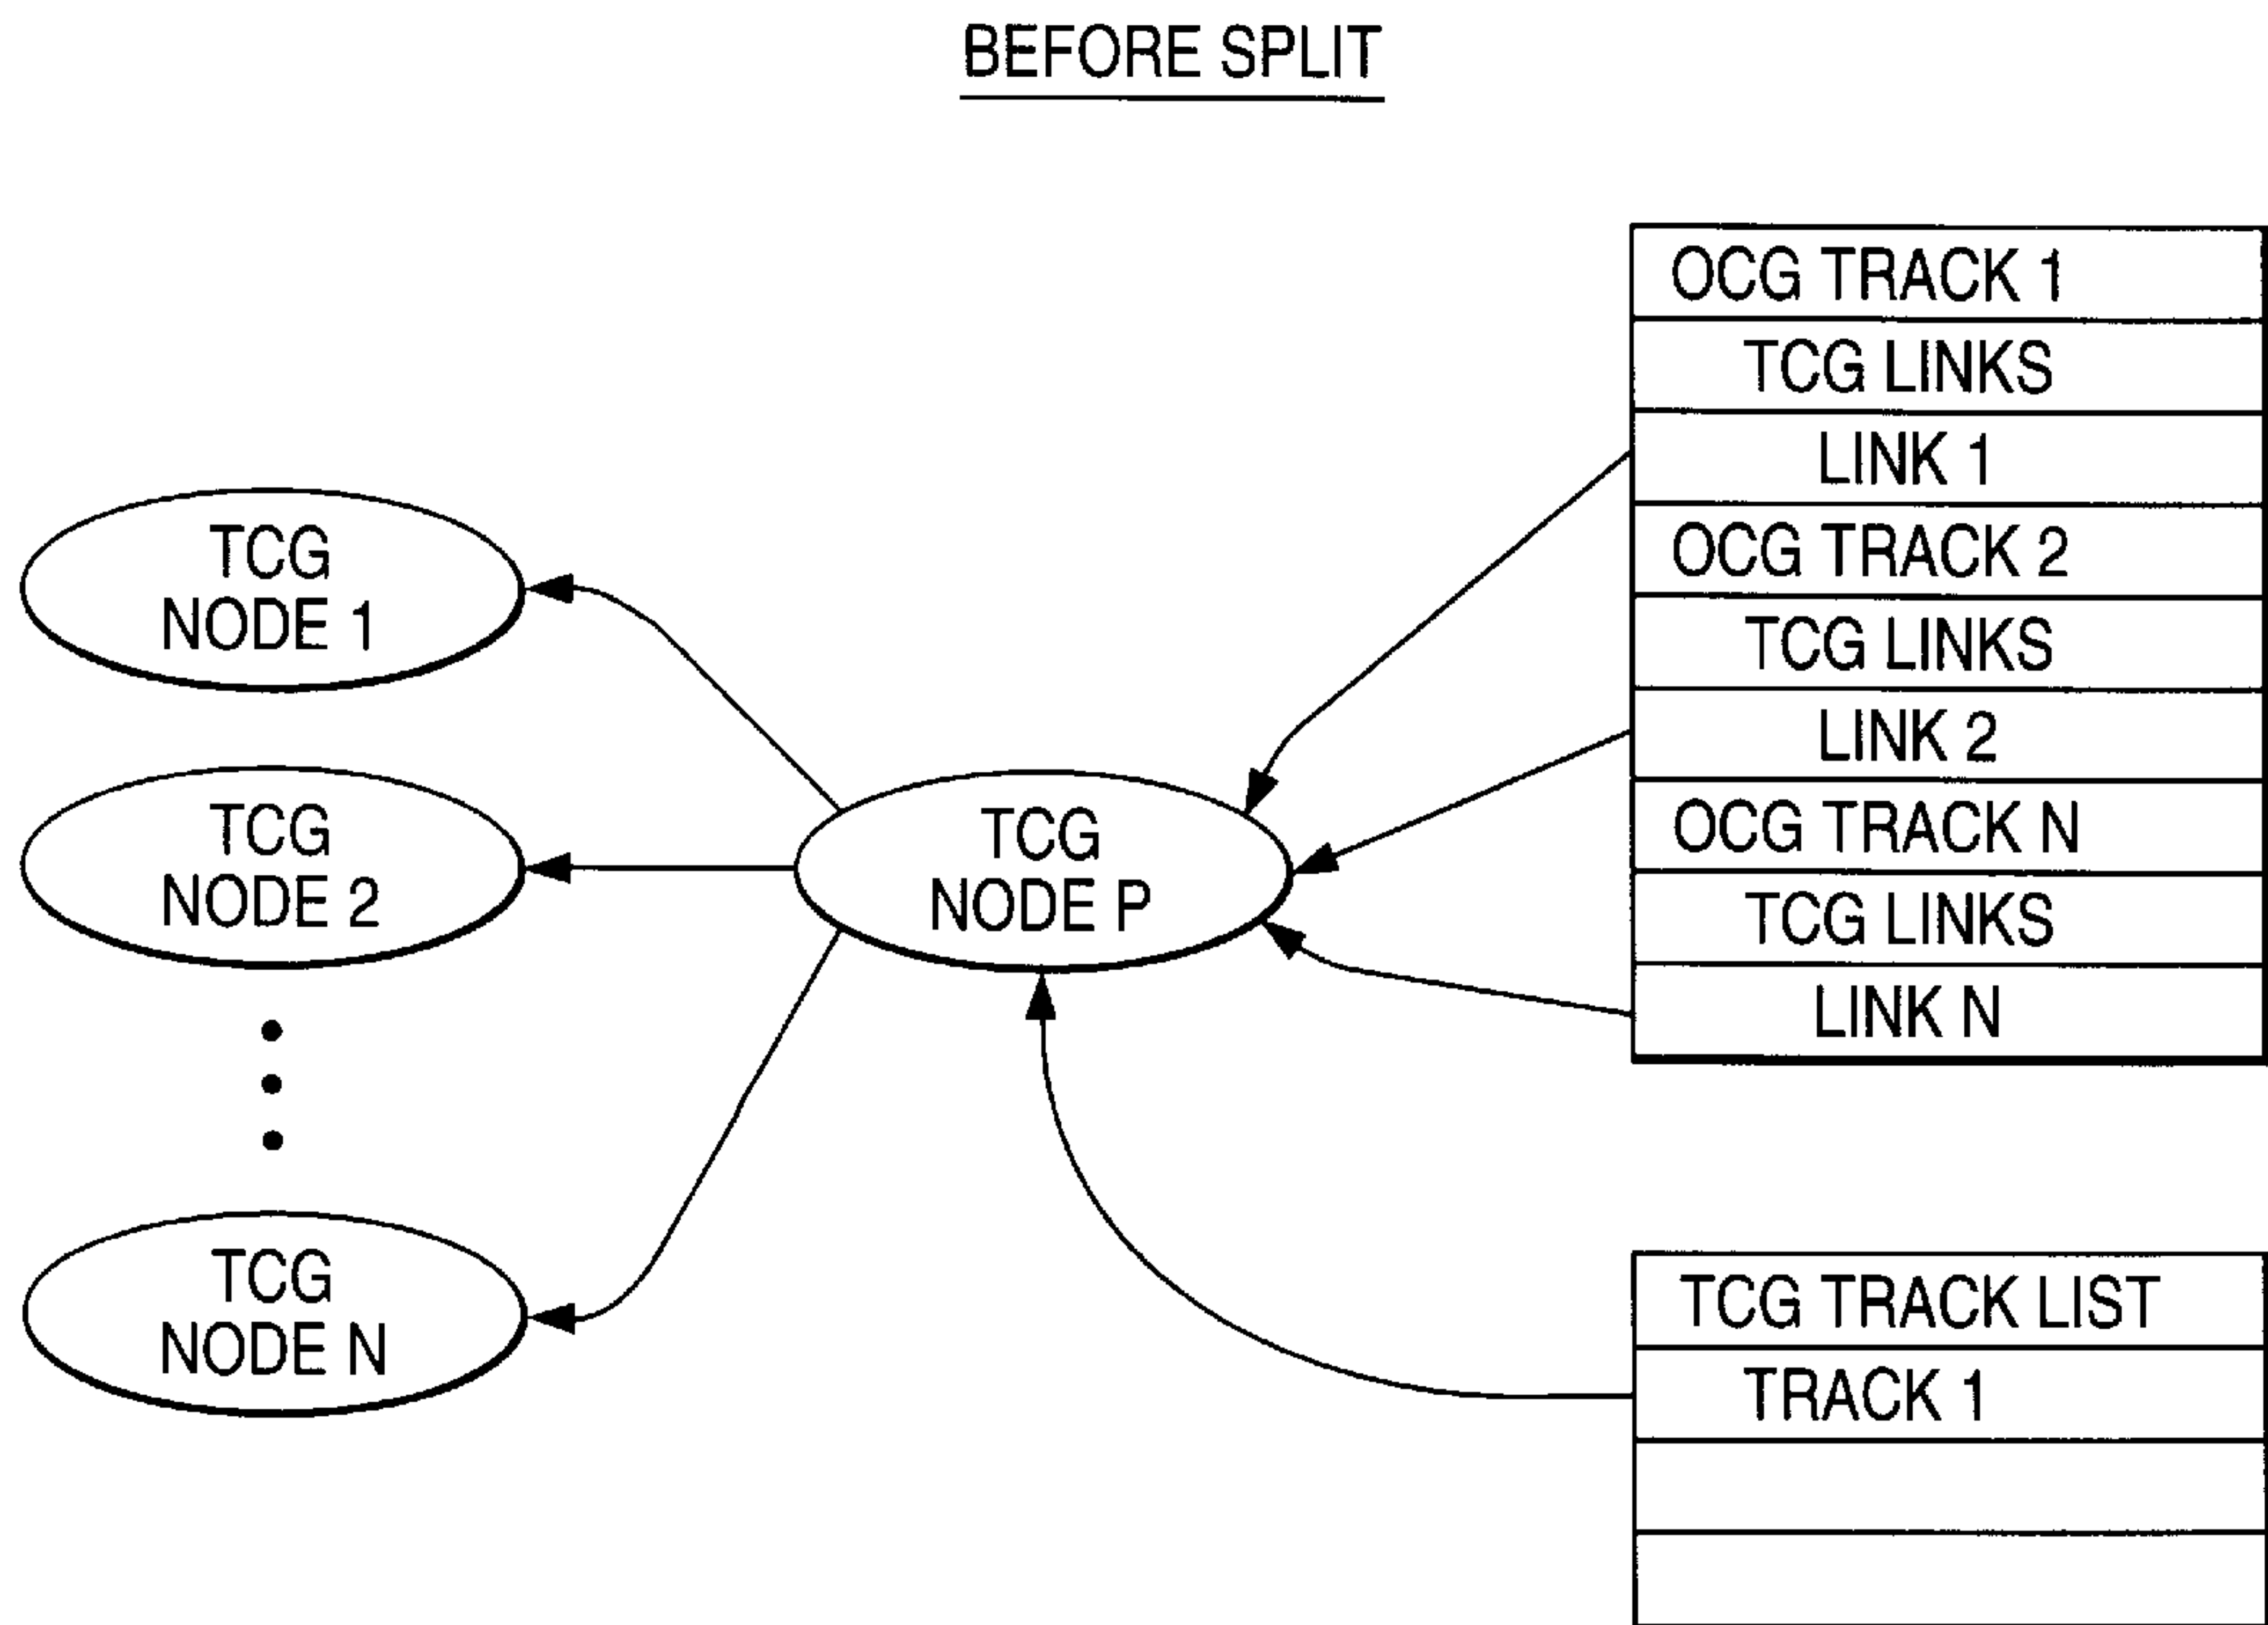 BEFORE SPLIT
TCG
NODE 1
TCG
NODE 2
TCG
NODE N
TCG
NODE P
OCG TRACK 1
TCG LINKS
LINK 1
OCG TRACK 2
TCG LINKS
LINK 2
OCG TRACK N
TCG LINKS
LINK N
TCG TRACK LIST
TRACK 1